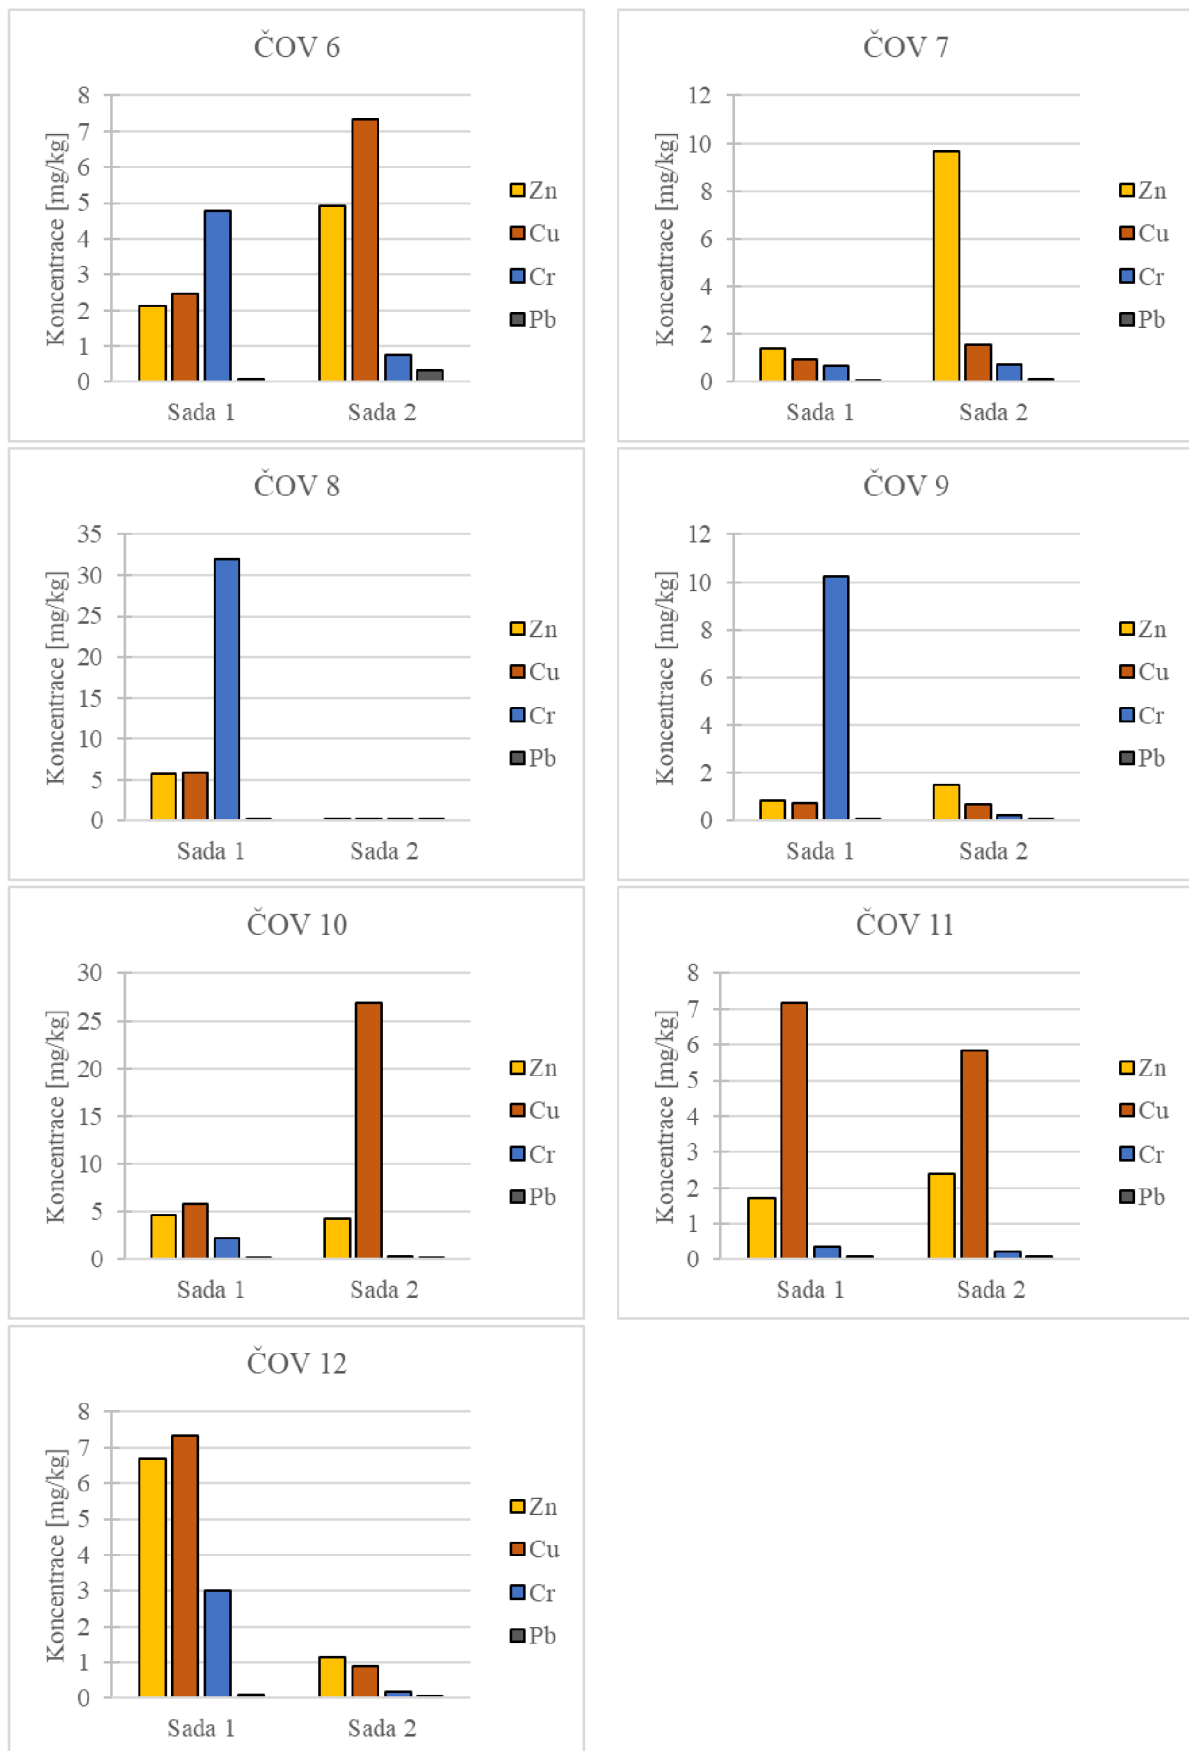 ČOV 6
Koncentrace [mg/kg]
8
7
6
5
4
3
2
1
0
Sada 1
Sada 2
Zn
Cu
Cr
Pb
ČOV 7
Koncentrace [mg/kg]
12
10
8
6
4
2
0
Sada 1
Sada 2
Zn
Cu
Cr
Pb
ČOV 8
Koncentrace [mg/kg]
35
30
25
20
15
10
5
0
Sada 1
Sada 2
Zn
Cu
Cr
Pb
ČOV 9
Koncentrace [mg/kg]
12
10
8
6
4
2
0
Sada 1
Sada 2
Zn
Cu
Cr
Pb
ČOV 10
Koncentrace [mg/kg]
30
25
20
15
10
5
0
Sada 1
Sada 2
Zn
Cu
Cr
Pb
ČOV 11
Koncentrace [mg/kg]
8
7
6
5
4
3
2
1
0
Sada 1
Sada 2
Zn
Cu
Cr
Pb
ČOV 12
Koncentrace [mg/kg]
8
7
6
5
4
3
2
1
0
Sada 1
Sada 2
Zn
Cu
Cr
Pb